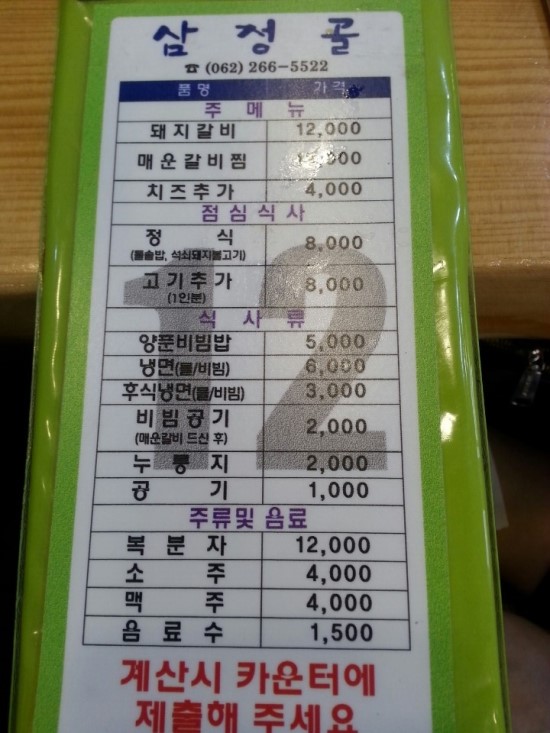 삼정골
☎ (062) 266-5522
품명 가격
주메뉴
돼지갈비 12,000
매운갈비찜
치즈추가 4,000
점심식사
정식 8,000
(돌솥밥, 석쇠돼지불고기)
고기추가 8,000
(1인분)
식사류
양푼비빔밥 5,000
냉면(물/비빔) 6,000
후식냉면(물/비빔) 3,000
비빔공기 2,000
(매운갈비 드신 후)
누룽지 2,000
공기 1,000
주류및 음료
복분자 12,000
소주 4,000
맥주 4,000
음료수 1,500
12
계산시 카운터에
제출해 주세요